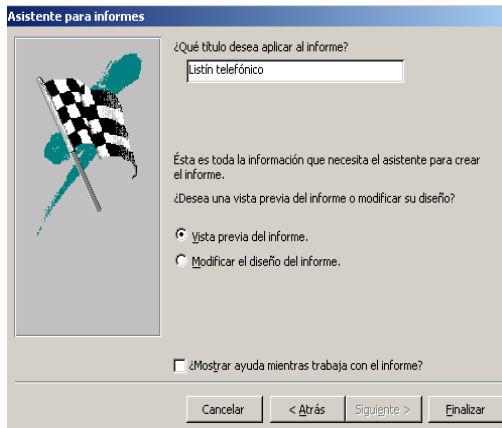 Asistente para informes
¿Qué título desea aplicar al informe?
Listín telefónico
Ésta es toda la información que necesita el asistente para crear
el informe.
¿Desea una vista previa del informe o modificar su diseño?
Vista previa del informe.
Modificar el diseño del informe.
¿Mostrar ayuda mientras trabaja con el informe?
Cancelar
< Atrás
Siguiente >
Finalizar